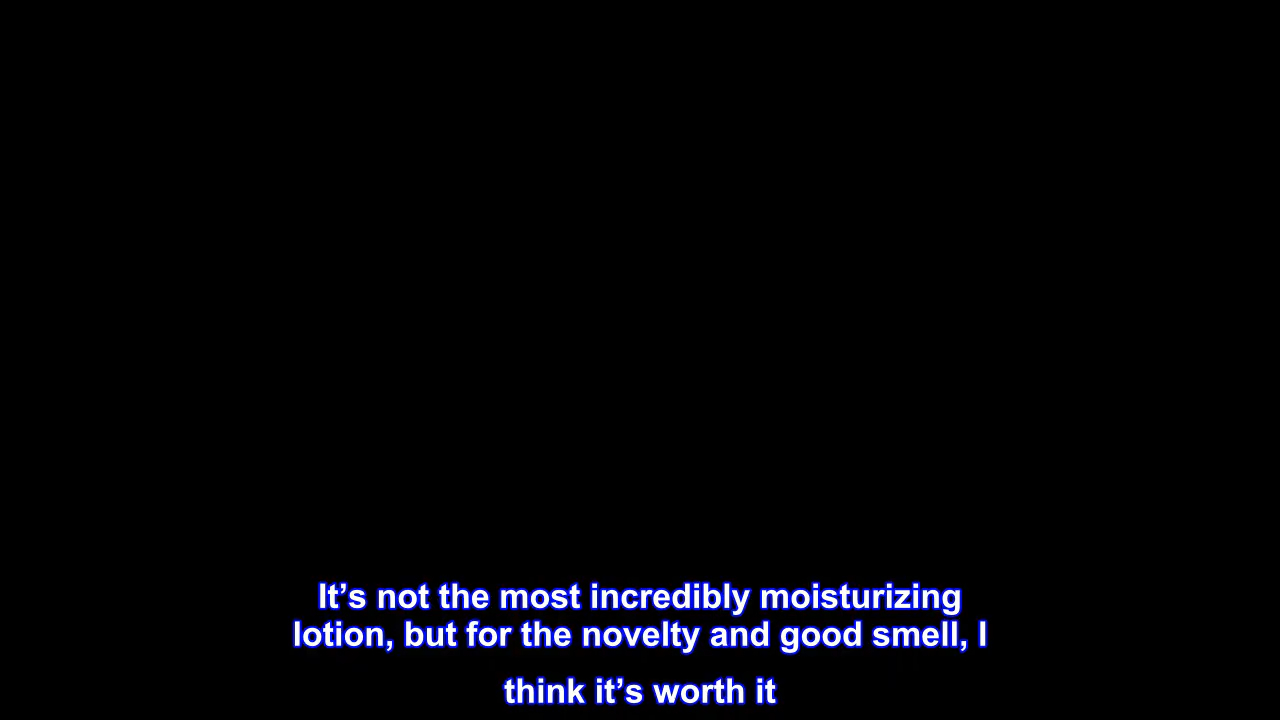 It’s not the most incredibly moisturizing
lotion, but for the novelty and good smell, I
think it’s worth it